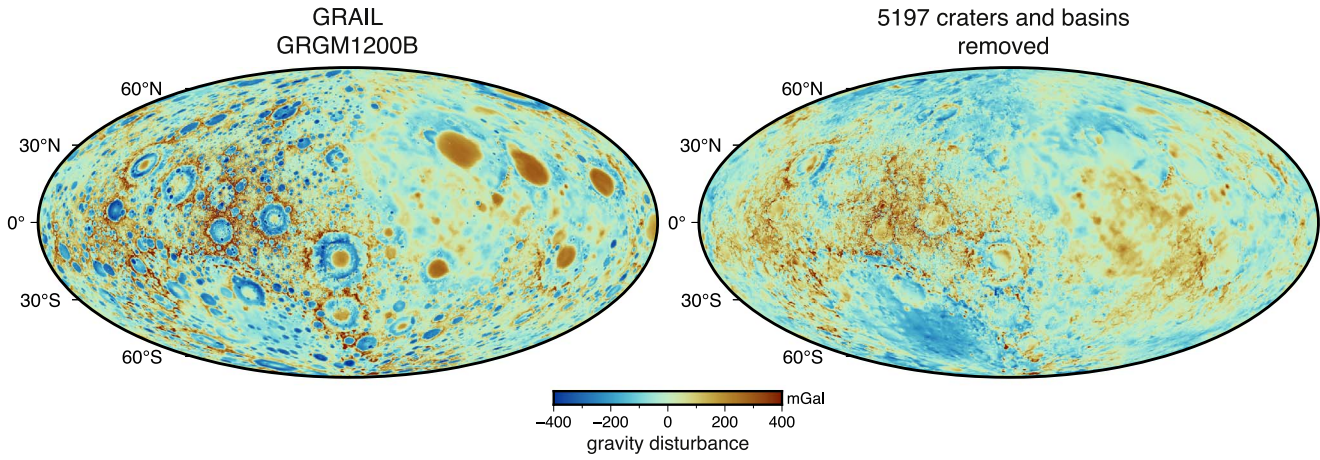 GRAIL
GRGM1200B
5197 craters and basins
removed
60°N
30°N
0°
30°S
60°S
60°N
30°N
0°
30°S
60°S
mGal
−400 −200 0 200 400
gravity disturbance